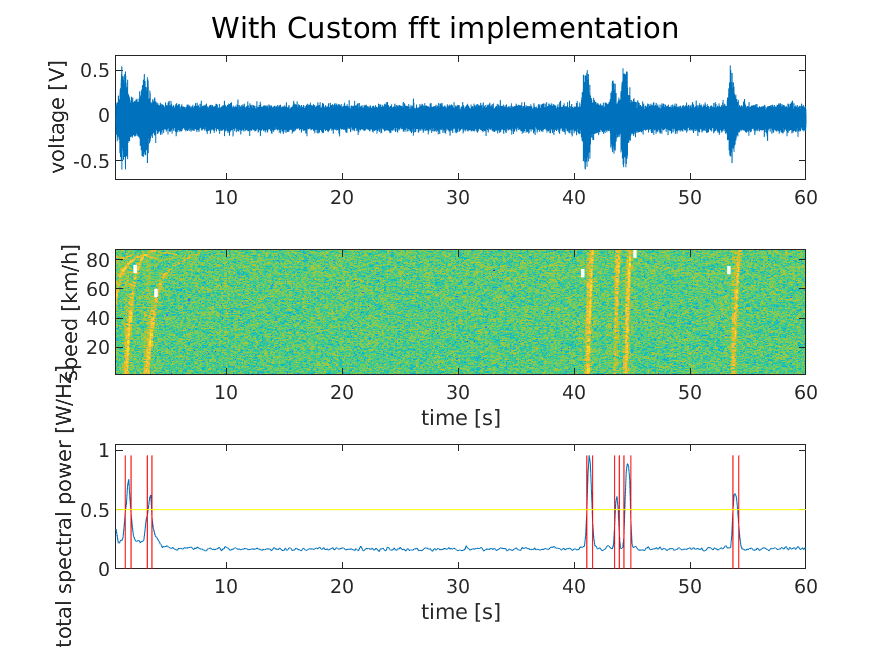 With Custom fft implementation
voltage [V]
0.5
0
-0.5
10 20 30 40 50 60
speed [km/h]
80
60
40
20
10 20 30 40 50 60
time [s]
total spectral power [W/Hz]
1
0.5
0
10 20 30 40 50 60
time [s]